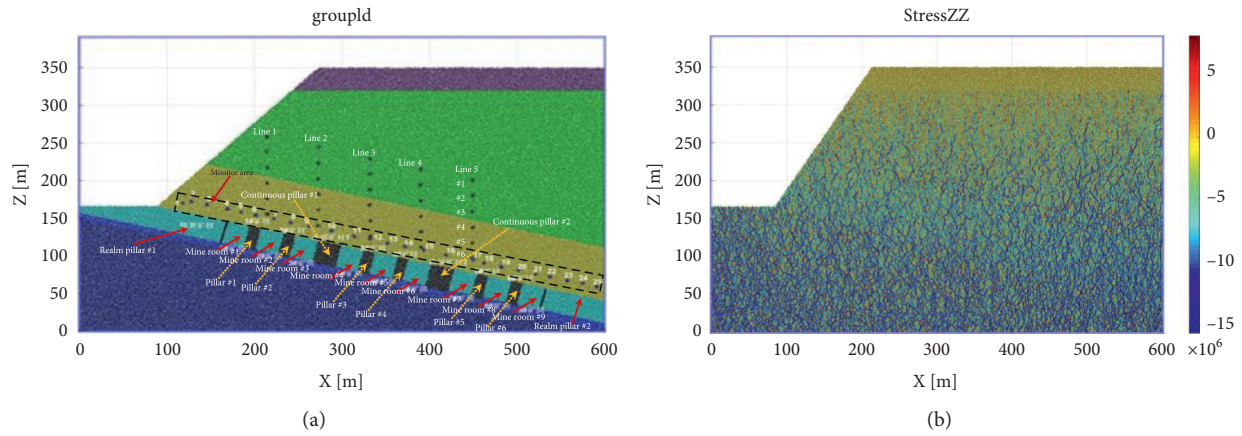 groupId
StressZZ
350
300
250
200
150
100
50
0
Z [m]
Line 1
Line 2
Line 3
Line 4
Line 5
#1
#2
#3
#4
#5
#6
Monitor area
Continuous pillar #1
Continuous pillar #2
Realm pillar #1
Mine room #1
Mine room #2
Mine room #3
Mine room #4
Mine room #5
Mine room #6
Mine room #7
Mine room #8
Mine room #9
Pillar #1
Pillar #2
Pillar #3
Pillar #4
Pillar #5
Pillar #6
Realm pillar #2
0 100 200 300 400 500 600
X [m]
(a)
350
300
250
200
150
100
50
0
Z [m]
0 100 200 300 400 500 600
X [m]
(b)
5
0
−5
−10
−15
×10⁶